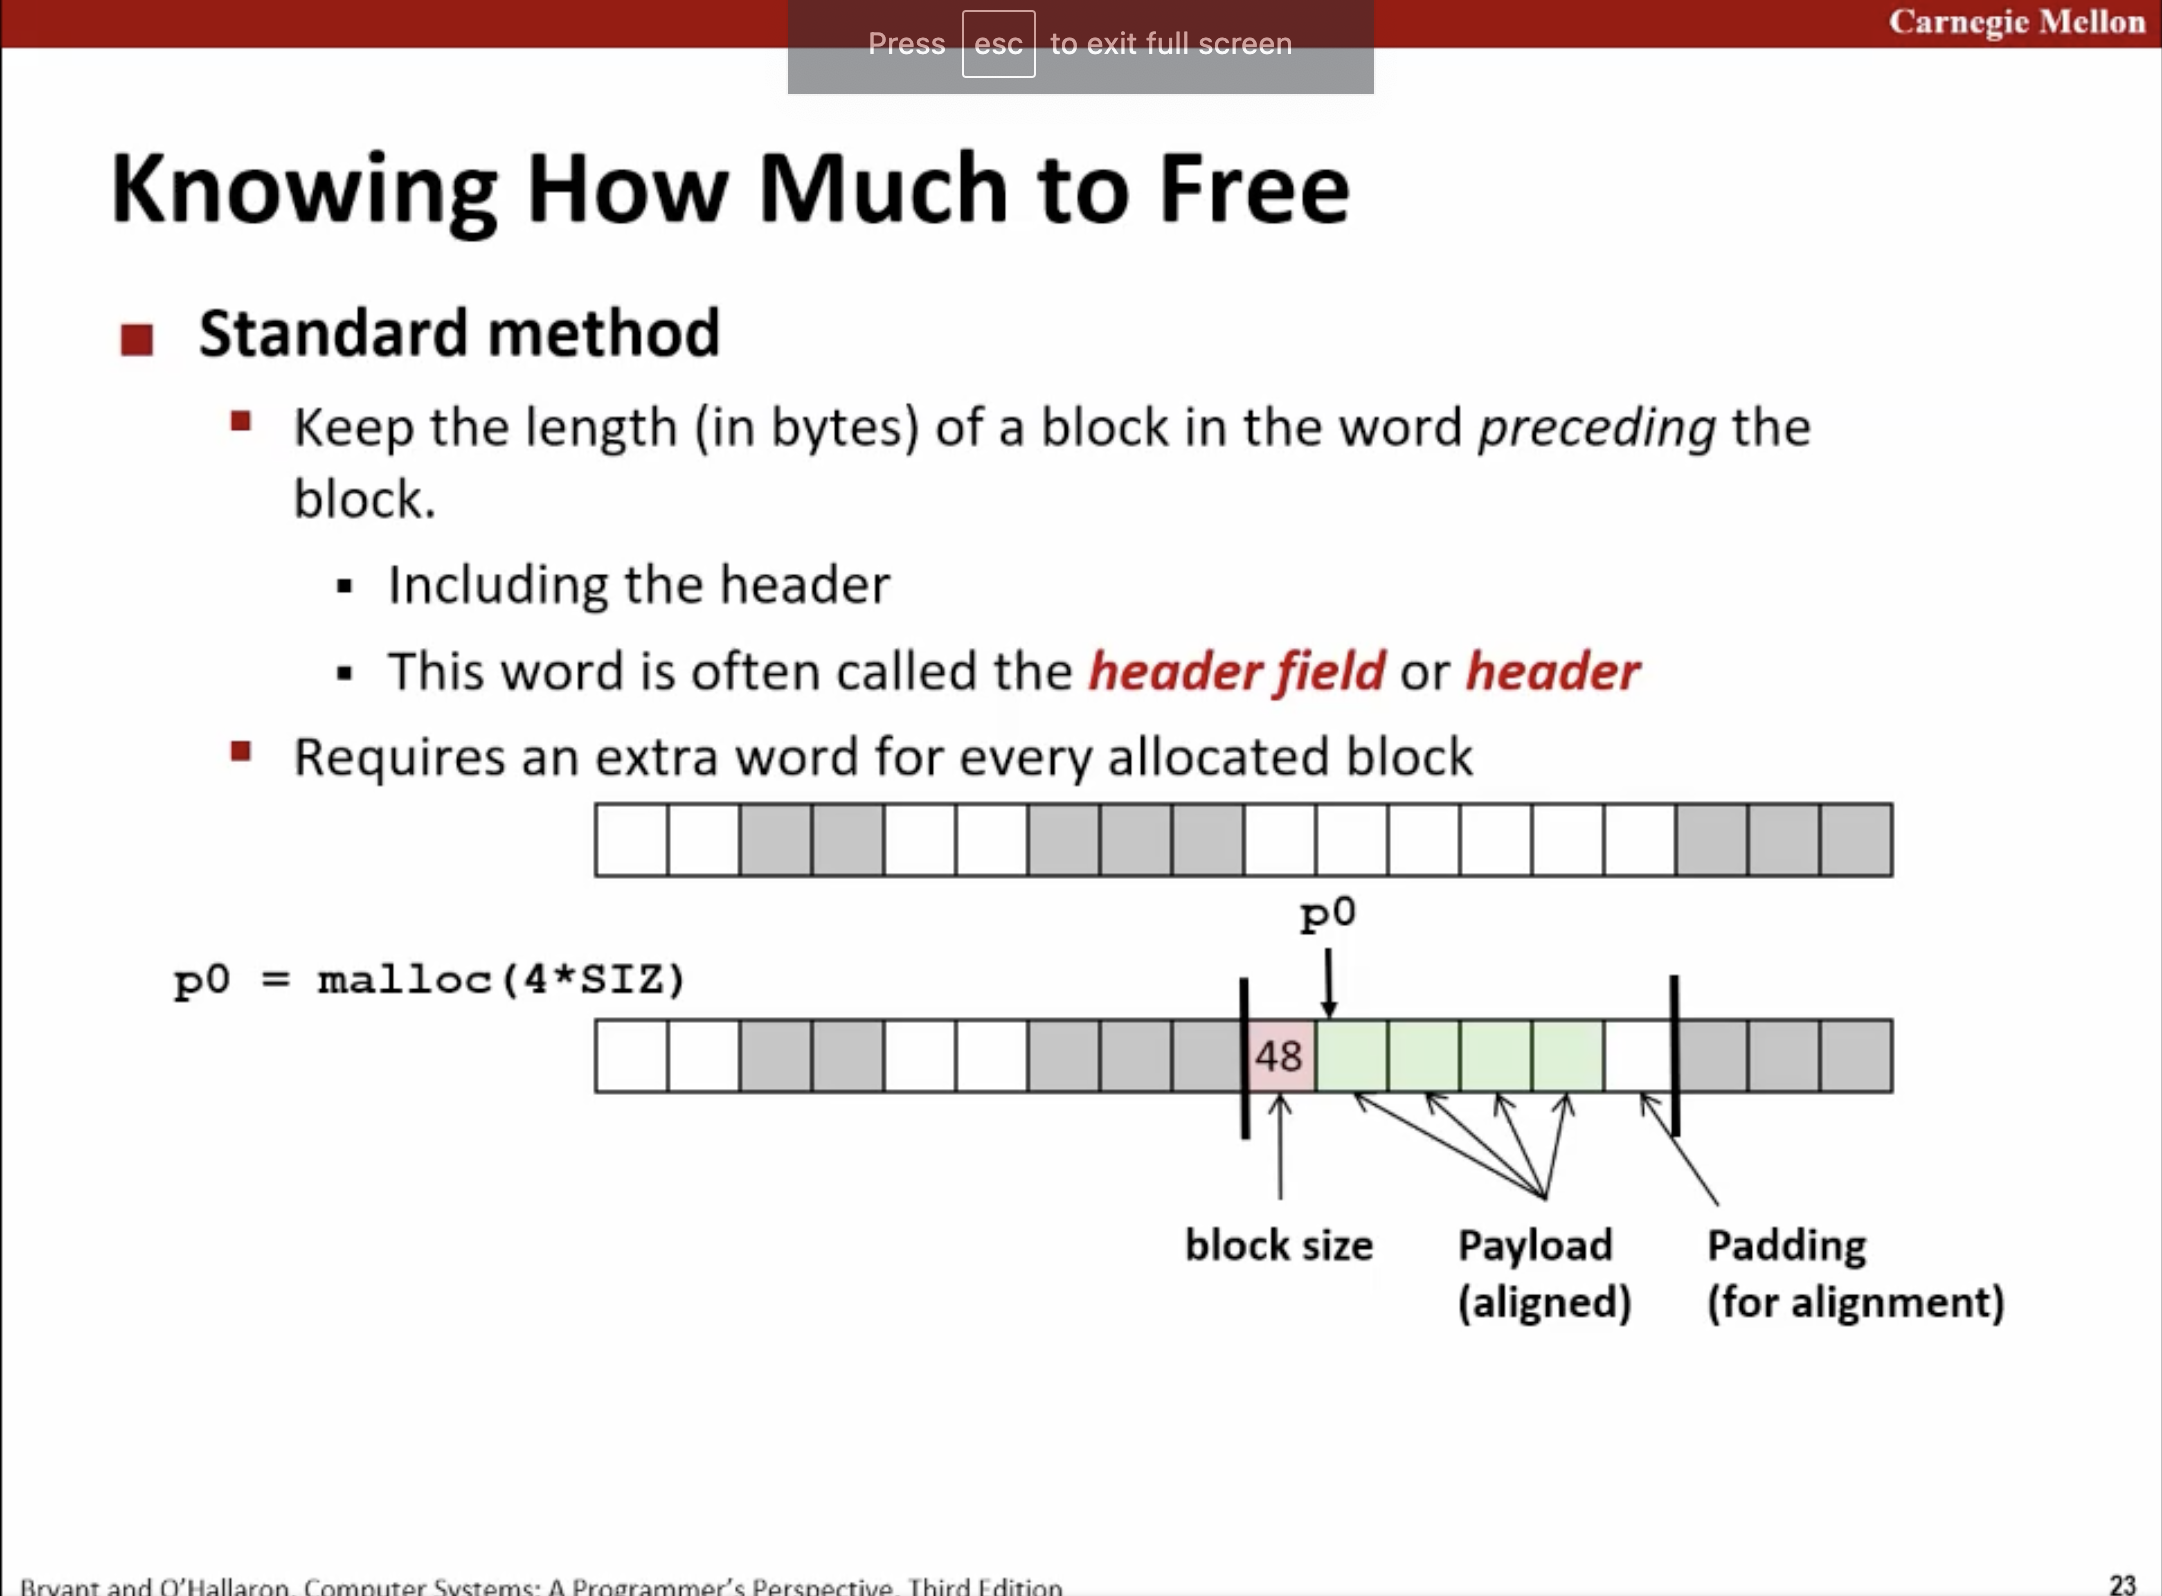 Carnegie Mellon
Press esc to exit full screen
Knowing How Much to Free
Standard method
Keep the length (in bytes) of a block in the word preceding the
block.
Including the header
This word is often called the header field or header
Requires an extra word for every allocated block
p0
p0 = malloc(4*SIZ)
48
block size
Payload
(aligned)
Padding
(for alignment)
Bryant and O'Hallaron, Computer Systems: A Programmer's Perspective, Third Edition
23